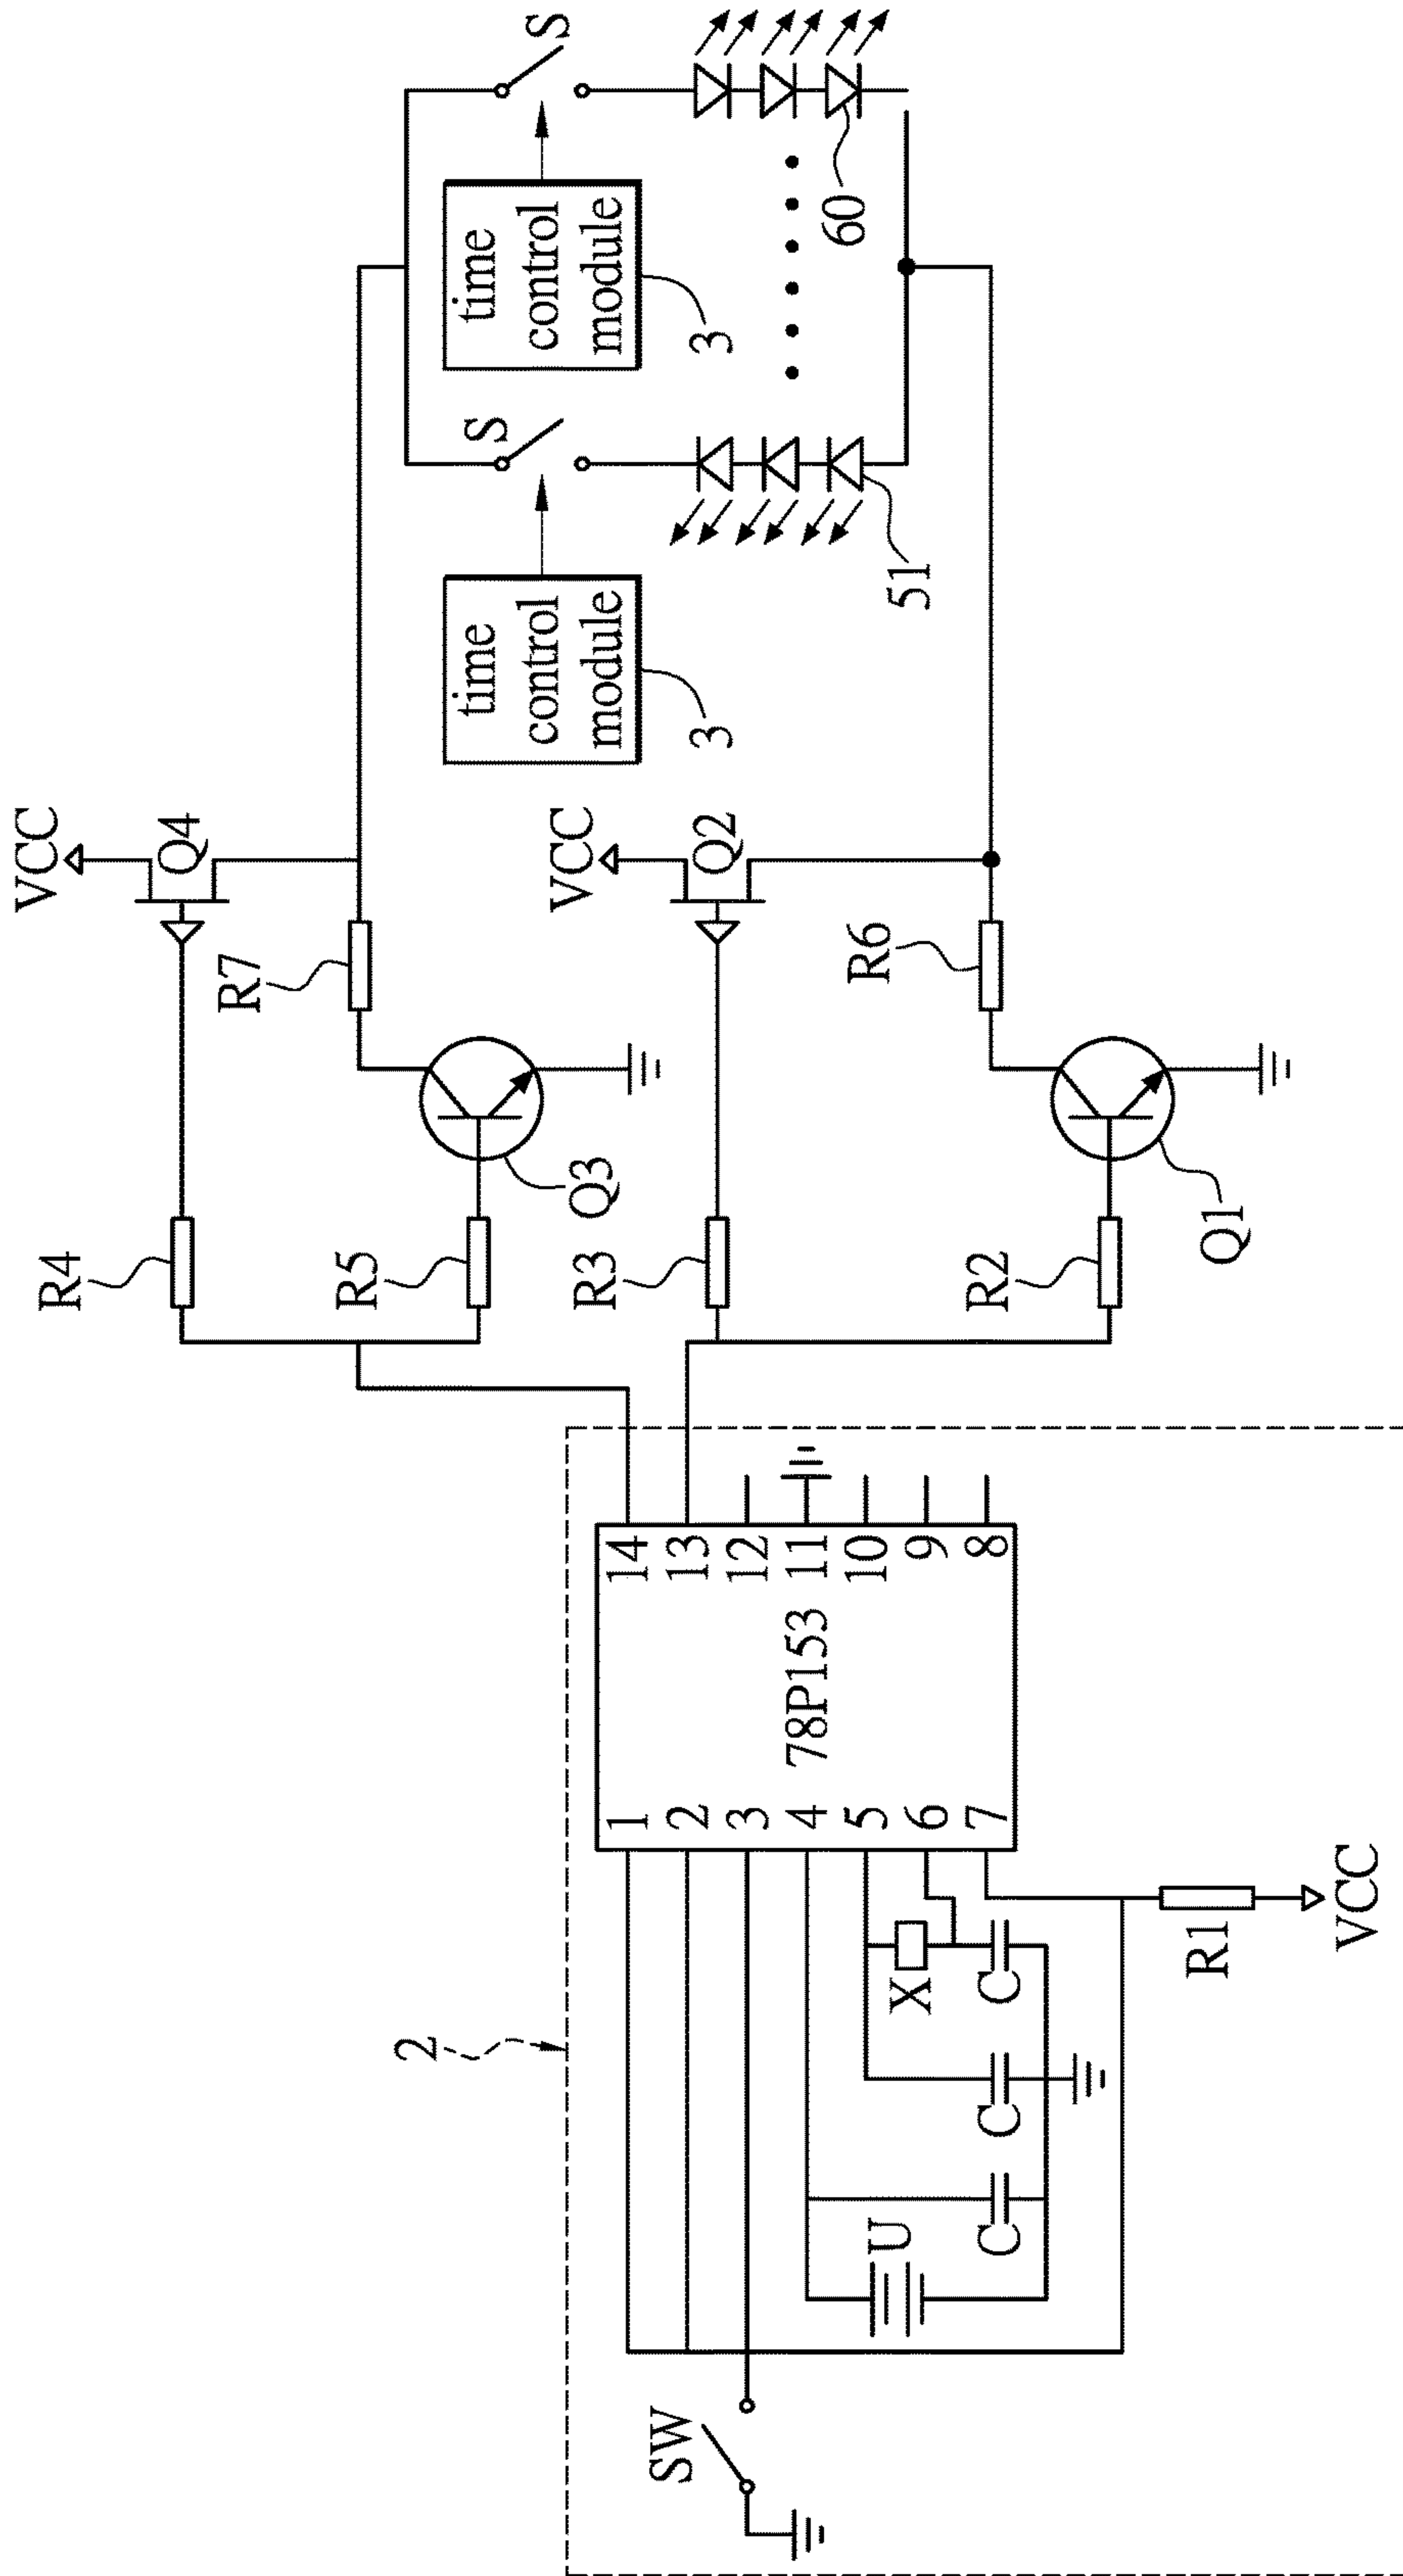 VCC
R4
Q4
R7
R5
Q3
S
S
time
control
module
3
time
control
module
3
VCC
R3
Q2
60
51
R6
R2
Q1
2
SW
1
2
3
4
5
6
7
78P153
14
13
12
11
10
9
8
U
X
C
C
C
R1
VCC